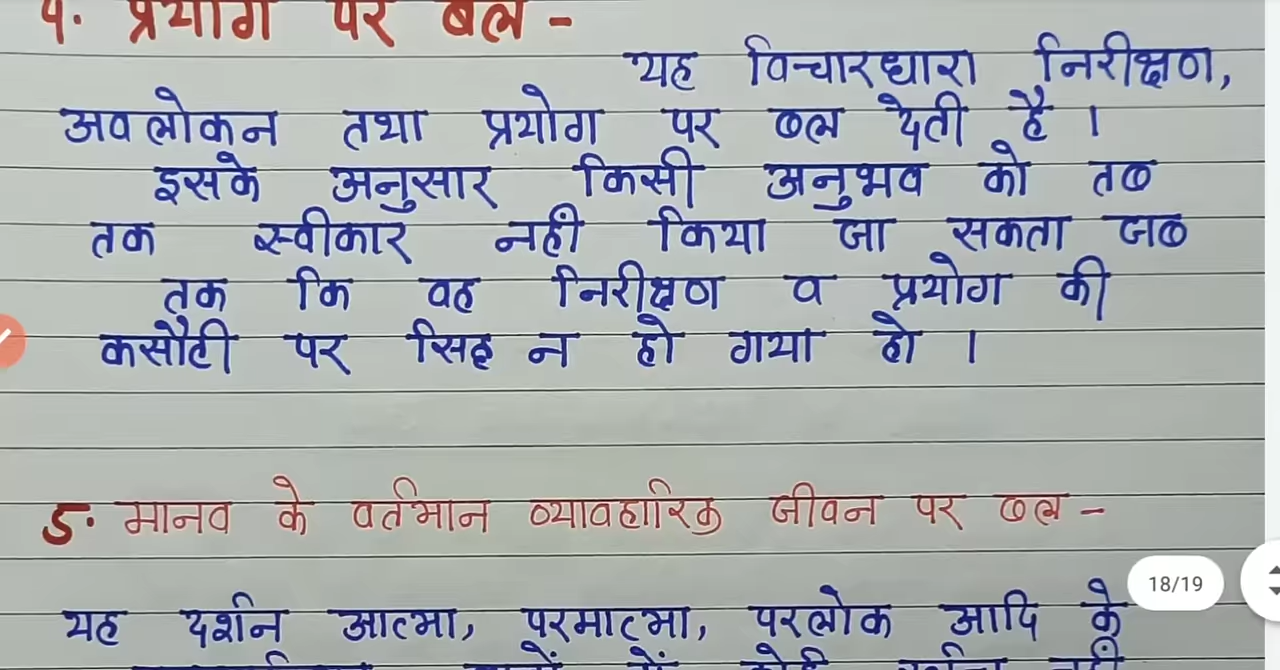 4. प्रयोग पर बल -
यह विचारधारा निरीक्षण,
अवलोकन तथा प्रयोग पर बल देती है ।
इसके अनुसार किसी अनुभव को तब
तक स्वीकार नहीं किया जा सकता जब
तक कि वह निरीक्षण व प्रयोग की
कसौटी पर सिद्ध न हो गया हो ।
5. मानव के वर्तमान व्यावहारिक जीवन पर बल -
18/19
यह दर्शन आत्मा, परमात्मा, परलोक आदि के